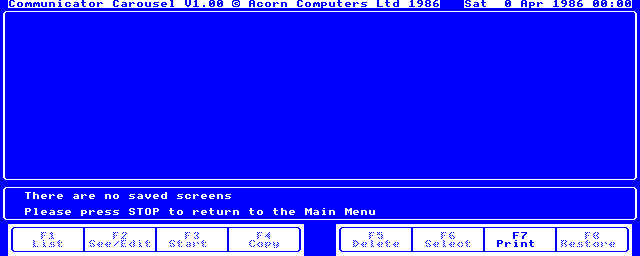 Communicator Carousel V1.00 © Acorn Computers Ltd 1986 Sat 0 Apr 1986 00:00
There are no saved screens
Please press STOP to return to the Main Menu
F1 F2 F3 F4 F5 F6 F7 F8
List See/Edit Start Copy Delete Select Print Restore